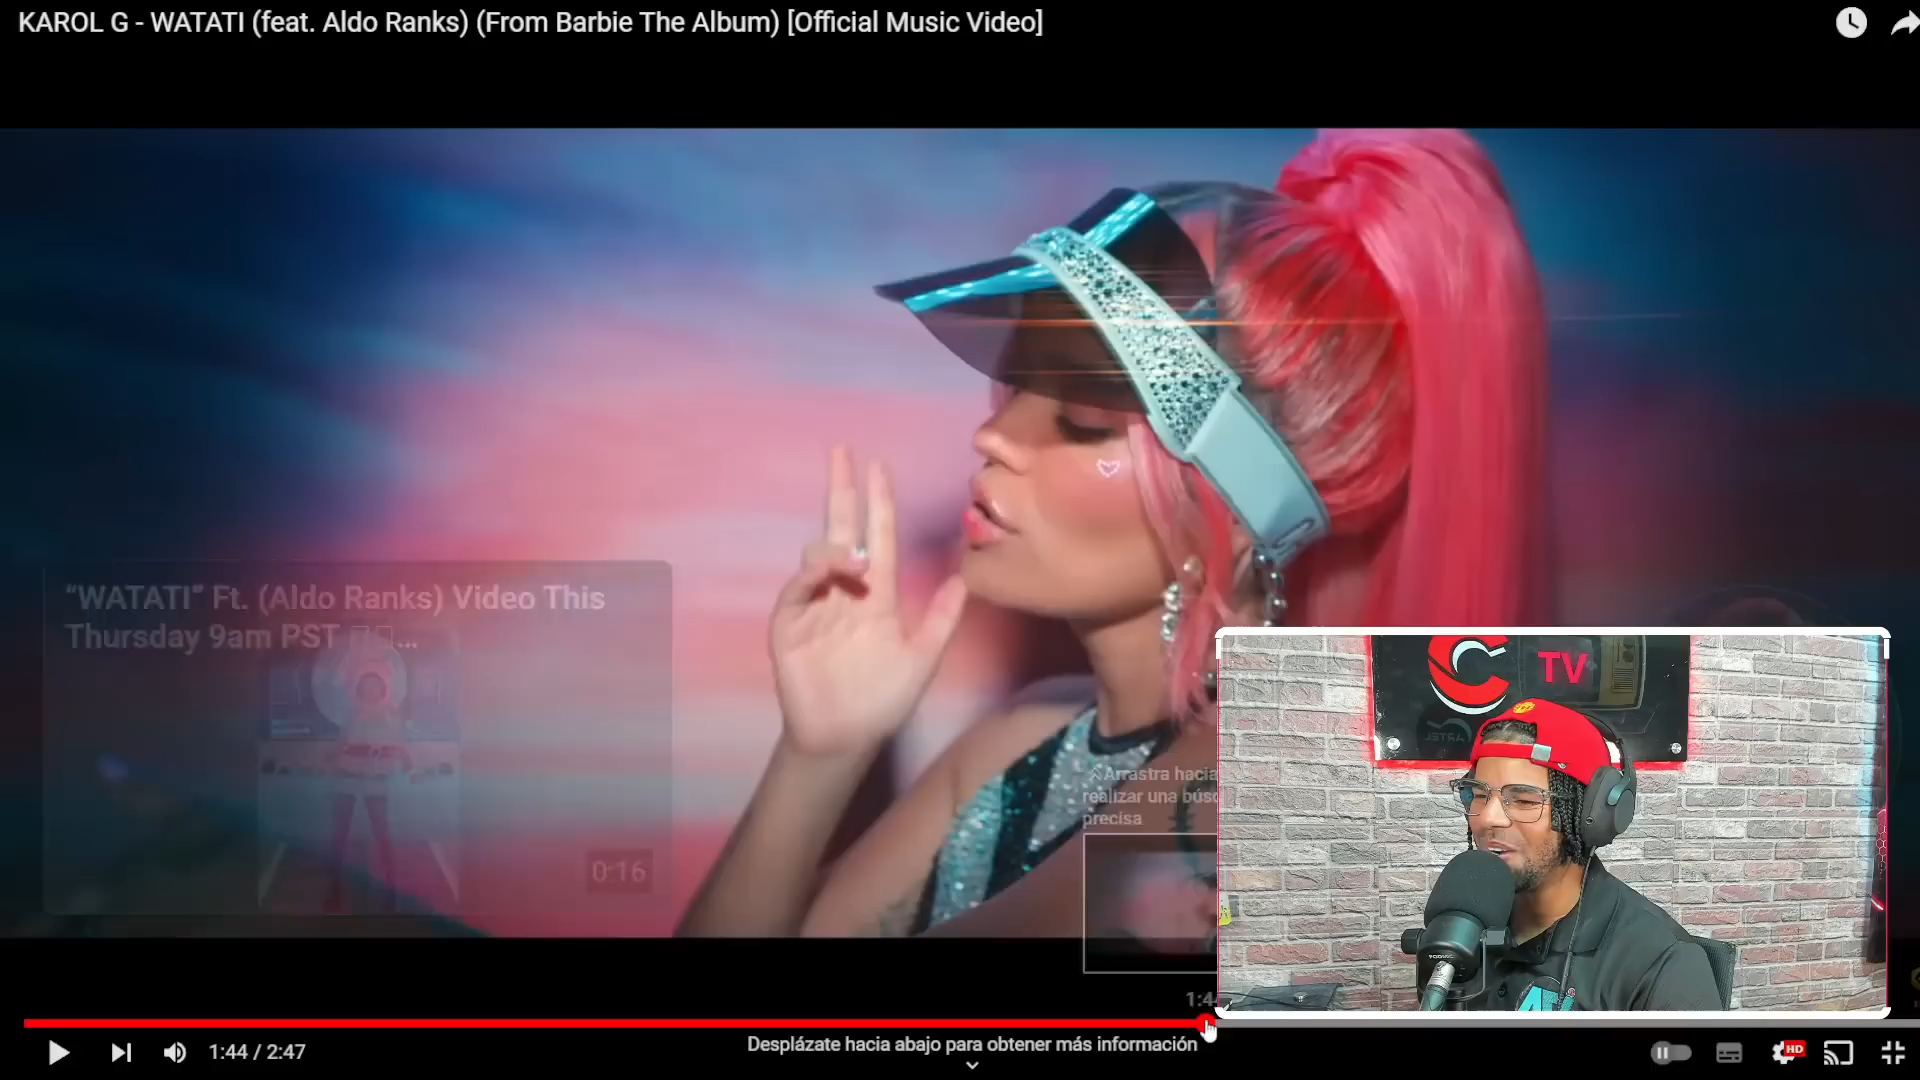 KAROL G - WATATI (feat. Aldo Ranks) (From Barbie The Album) [Official Music Video]
“WATATI” Ft. (Aldo Ranks) Video This
Thursday 9am PST ...
0:16
Arrastra hacia
realizar una
precisa
TV
1:44 / 2:47
Desplázate hacia abajo para obtener más información
HD